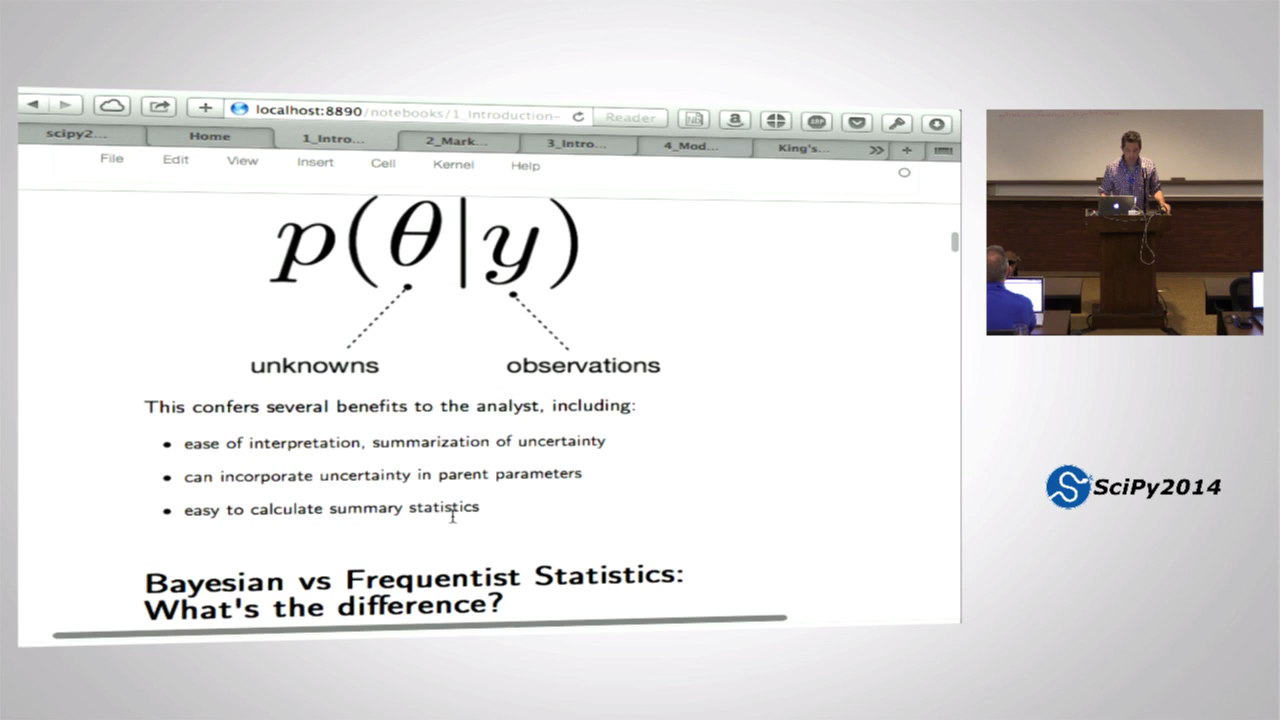 localhost:8890/notebooks/1_Introduction-
Reader
scipy2...
Home
1_Intro...
2_Mark...
3_Intro...
4_Mod...
King's...
File
Edit
View
Insert
Cell
Kernel
Help
p(θ|y)
unknowns
observations
This confers several benefits to the analyst, including:
• ease of interpretation, summarization of uncertainty
• can incorporate uncertainty in parent parameters
• easy to calculate summary statistics
Bayesian vs Frequentist Statistics:
What's the difference?
SciPy2014